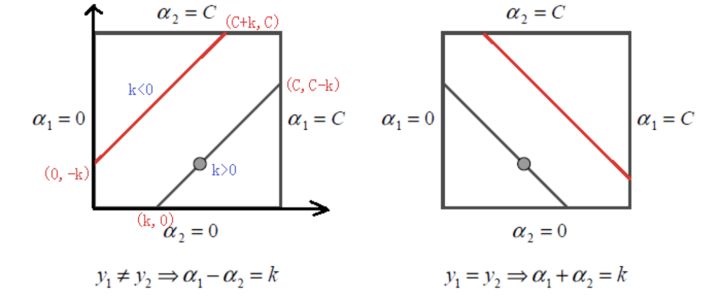 α₂ = C
(C+k, C)
k<0
(C, C-k)
α₁ = 0
α₁ = C
(0, -k)
k>0
(k, 0)
α₂ = 0
y₁ ≠ y₂ ⇒ α₁ − α₂ = k
α₂ = C
α₁ = 0
α₁ = C
α₂ = 0
y₁ = y₂ ⇒ α₁ + α₂ = k